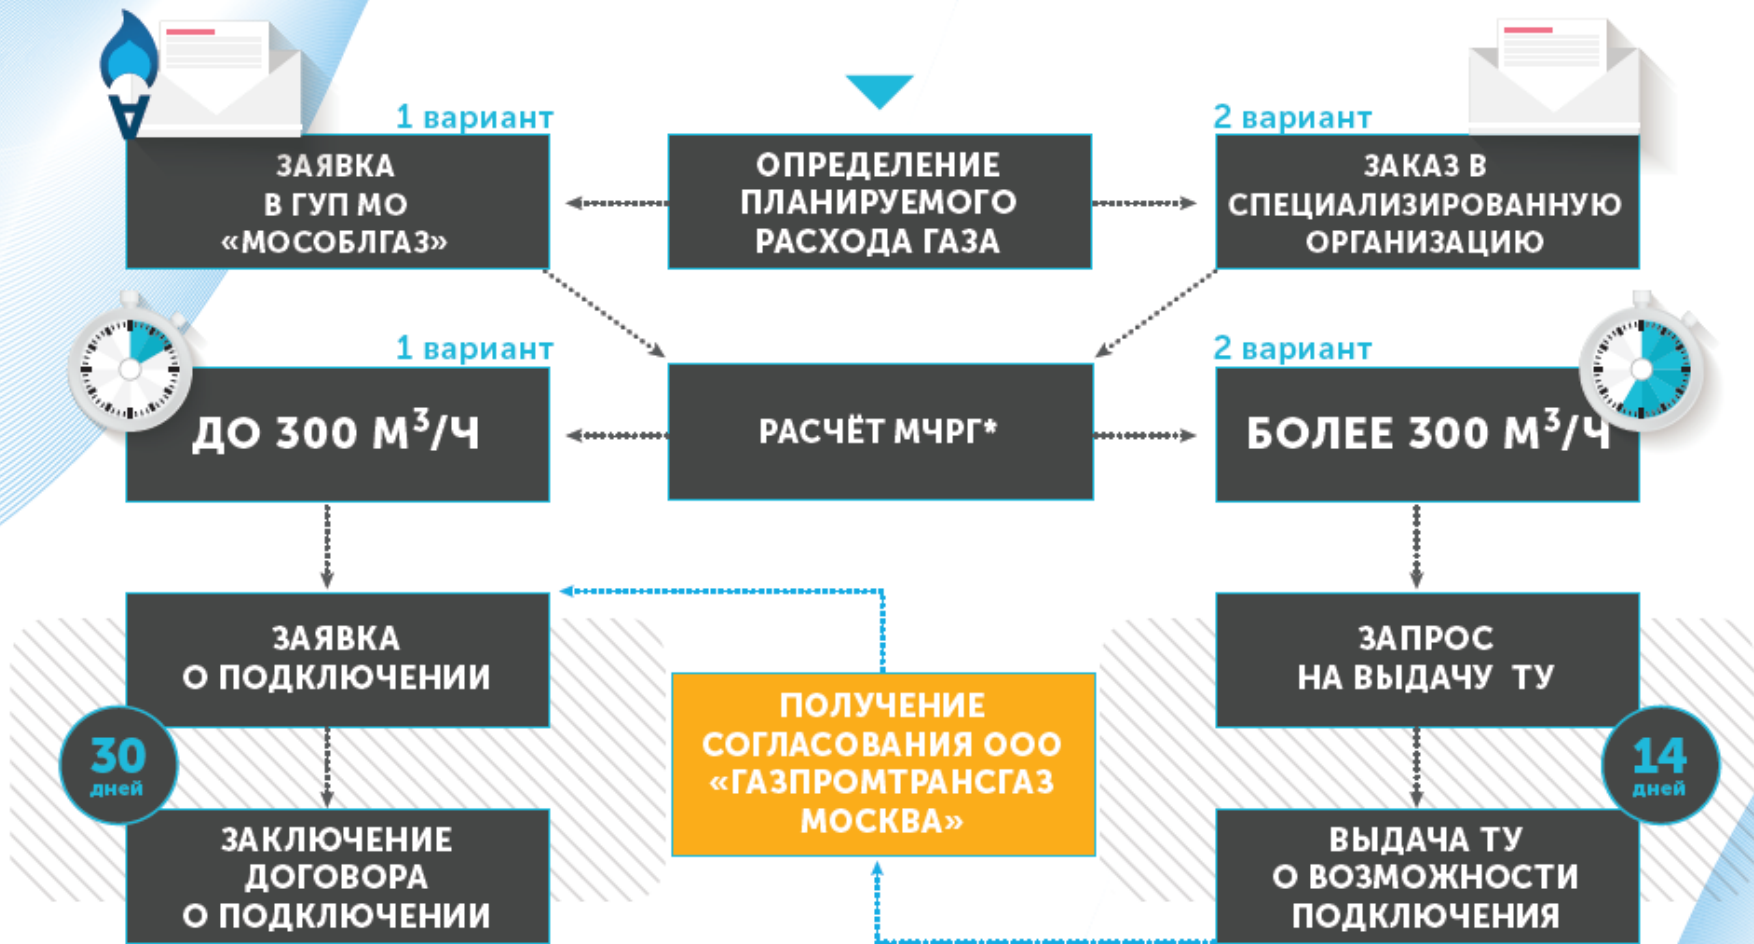 1 вариант
2 вариант
ЗАЯВКА
В ГУП МО
«МОСОБЛГАЗ»
ОПРЕДЕЛЕНИЕ
ПЛАНИРУЕМОГО
РАСХОДА ГАЗА
ЗАКАЗ В
СПЕЦИАЛИЗИРОВАННУЮ
ОРГАНИЗАЦИЮ
1 вариант
2 вариант
ДО 300 М³/Ч
РАСЧЁТ МЧРГ*
БОЛЕЕ 300 М³/Ч
ЗАЯВКА
О ПОДКЛЮЧЕНИИ
ЗАПРОС
НА ВЫДАЧУ ТУ
ПОЛУЧЕНИЕ
СОГЛАСОВАНИЯ ООО
«ГАЗПРОМТРАНСГАЗ
МОСКВА»
30
дней
14
дней
ЗАКЛЮЧЕНИЕ
ДОГОВОРА
О ПОДКЛЮЧЕНИИ
ВЫДАЧА ТУ
О ВОЗМОЖНОСТИ
ПОДКЛЮЧЕНИЯ